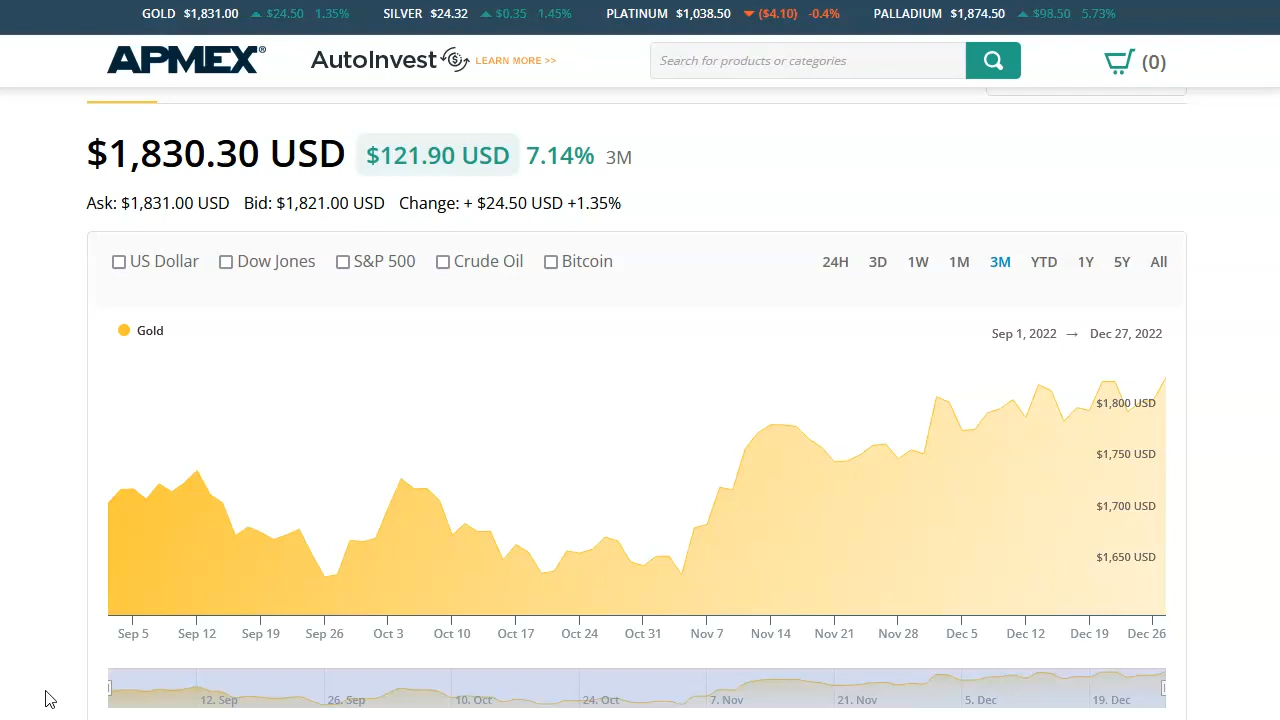 GOLD $1,831.00 $24.50 1.35% SILVER $24.32 $0.35 1.45% PLATINUM $1,038.50 ($4.10) -0.4% PALLADIUM $1,874.50 $98.50 5.73%
APMEX® AutoInvest LEARN MORE >> Search for products or categories (0)
$1,830.30 USD $121.90 USD 7.14% 3M
Ask: $1,831.00 USD Bid: $1,821.00 USD Change: + $24.50 USD +1.35%
US Dollar Dow Jones S&P 500 Crude Oil Bitcoin 24H 3D 1W 1M 3M YTD 1Y 5Y All
Gold Sep 1, 2022 → Dec 27, 2022
$1,800 USD
$1,750 USD
$1,700 USD
$1,650 USD
Sep 5 Sep 12 Sep 19 Sep 26 Oct 3 Oct 10 Oct 17 Oct 24 Oct 31 Nov 7 Nov 14 Nov 21 Nov 28 Dec 5 Dec 12 Dec 19 Dec 26
12. Sep 26. Sep 10. Oct 24. Oct 7. Nov 21. Nov 5. Dec 19. Dec